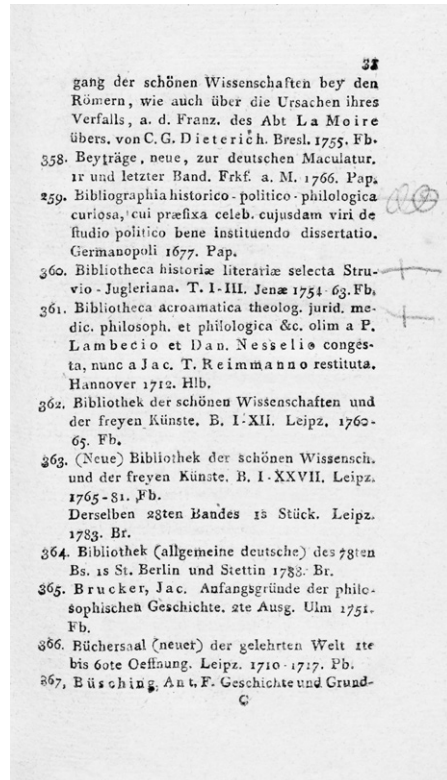 33
gang der schönen Wissenschaften bey den
Römern, wie auch über die Ursachen ihres
Verfalls, a. d. Franz. des Abt La Moire
übers. von C. G. Dieterich. Bresl. 1755. Fb.
358. Beyträge, neue, zur deutschen Maculatur.
1r und letzter Band. Frkf. a. M. 1766. Pap.
259. Bibliographia historico-politico-philologica
curiosa, cui præfixa celeb. cujusdam viri de
ſtudio politico bene instituendo dissertatio.
Germanopoli 1677. Pap.
360. Bibliotheca historiæ literariæ selecta Stru-
vio-Jugleriana. T. I-III. Jenæ 1754-63. Fb.
361. Bibliotheca acroamatica theolog. jurid. me-
dic. philosoph. et philologica &c. olim a P.
Lambecio et Dan. Nesselio conges-
ta, nunc a Jac. T. Reimmanno restituta.
Hannover 1712. Hlb.
362. Bibliothek der schönen Wissenschaften und
der freyen Künste. B. I-XII. Leipz. 1760-
65. Fb.
363. (Neue) Bibliothek der schönen Wissensch.
und der freyen Künste. B. I-XXVII. Leipz.
1765-81. Fb.
Derselben 28ten Bandes 1s Stück. Leipz.
1783. Br.
364. Bibliothek (allgemeine deutsche) des 78ten
Bs. 1s St. Berlin und Stettin 1788. Br.
365. Brucker, Jac. Anfangsgründe der philo-
sophischen Geschichte. 2te Ausg. Ulm 1751.
Fb.
366. Büchersaal (neuer) der gelehrten Welt 1te
bis 60te Oeffnung. Leipz. 1710-1717. Pb.
367, Büsching, Ant. F. Geschichte und Grund-
C